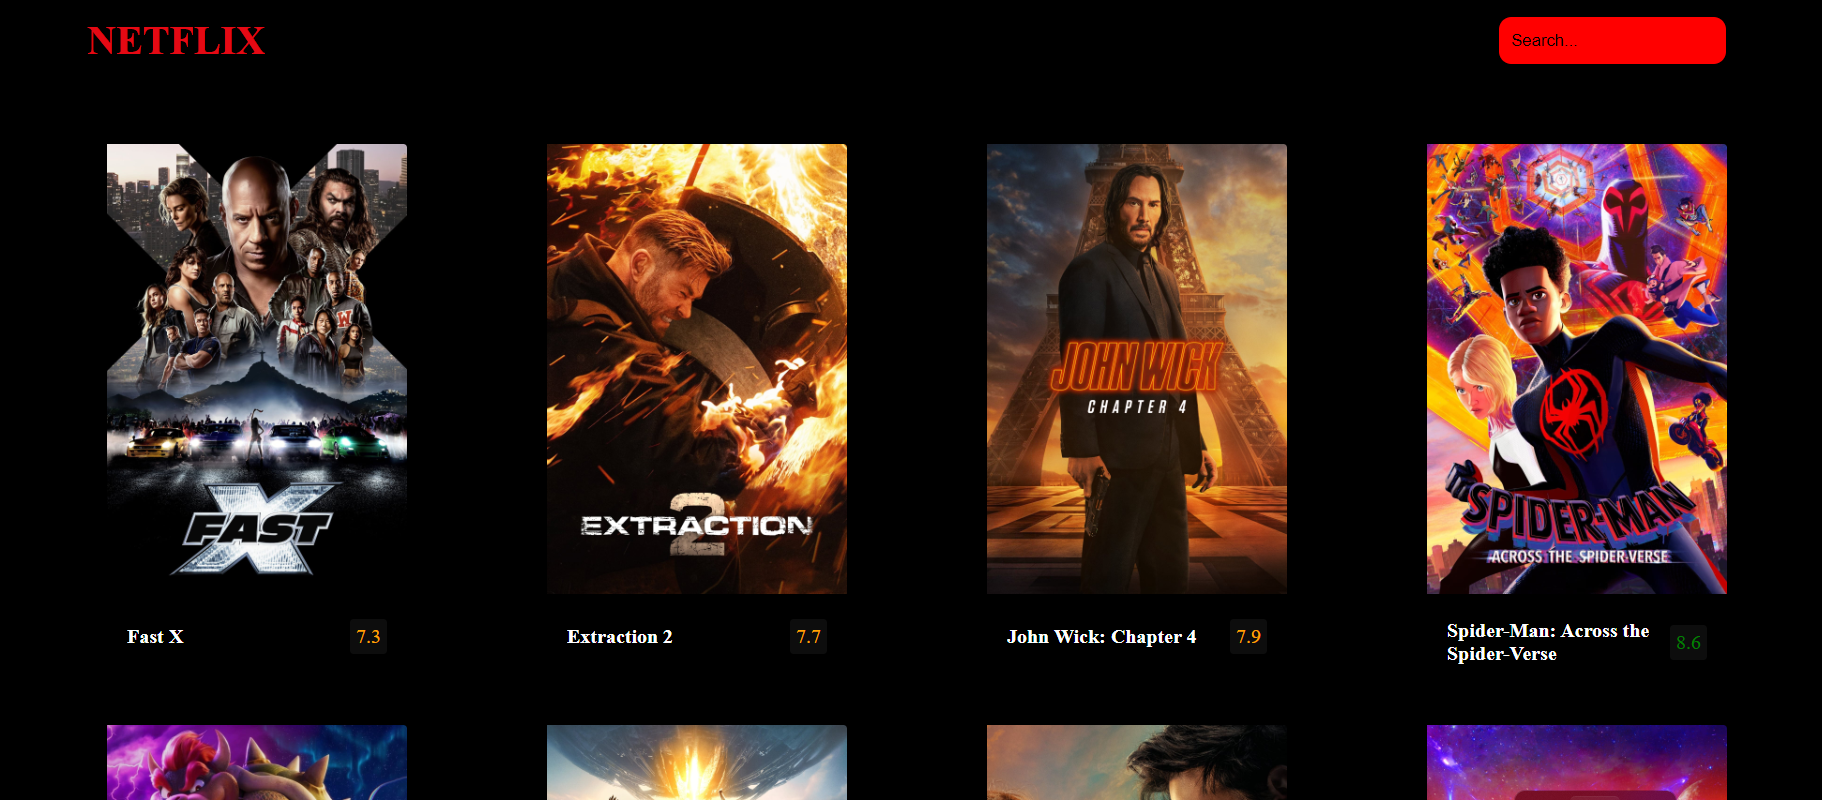 NETFLIX
Search...
W
FAST X
EXTRACTION 2
JOHN WICK
CHAPTER 4
SPIDER-MAN
ACROSS THE SPIDER-VERSE
Fast X
7.3
Extraction 2
7.7
John Wick: Chapter 4
7.9
Spider-Man: Across the
Spider-Verse
8.6